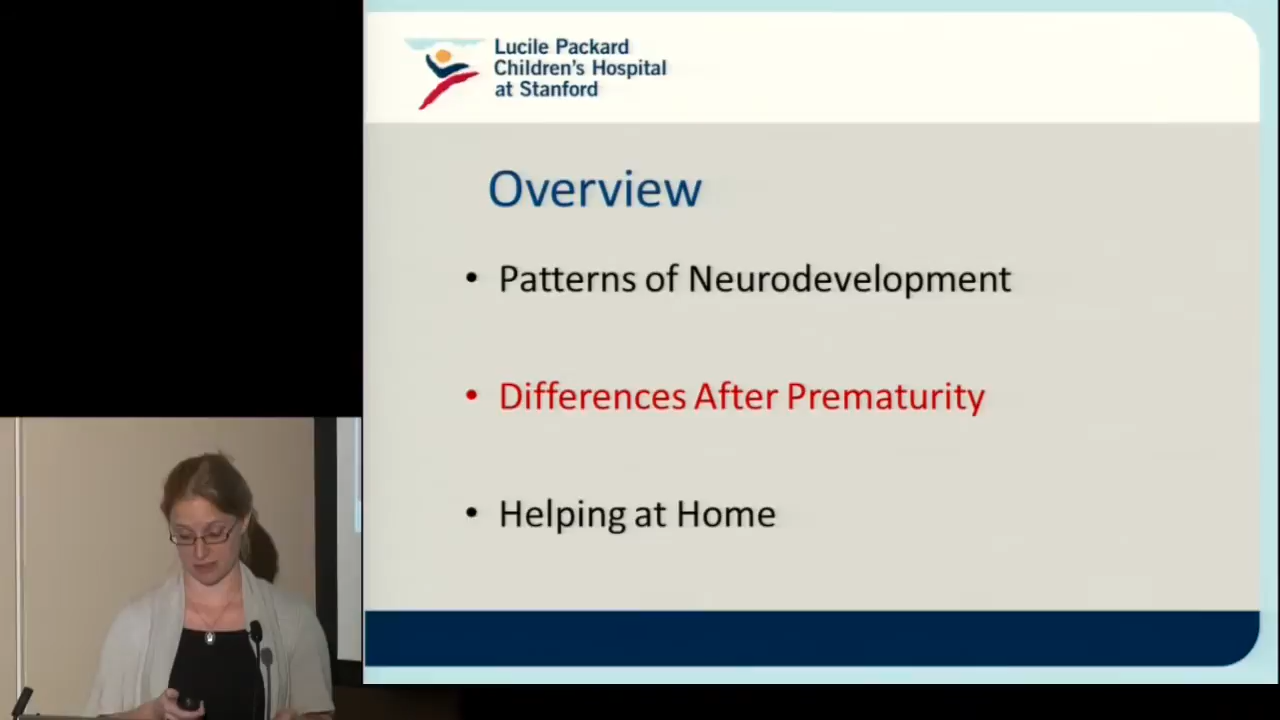 Lucile Packard
Children's Hospital
at Stanford
Overview
• Patterns of Neurodevelopment
• Differences After Prematurity
• Helping at Home